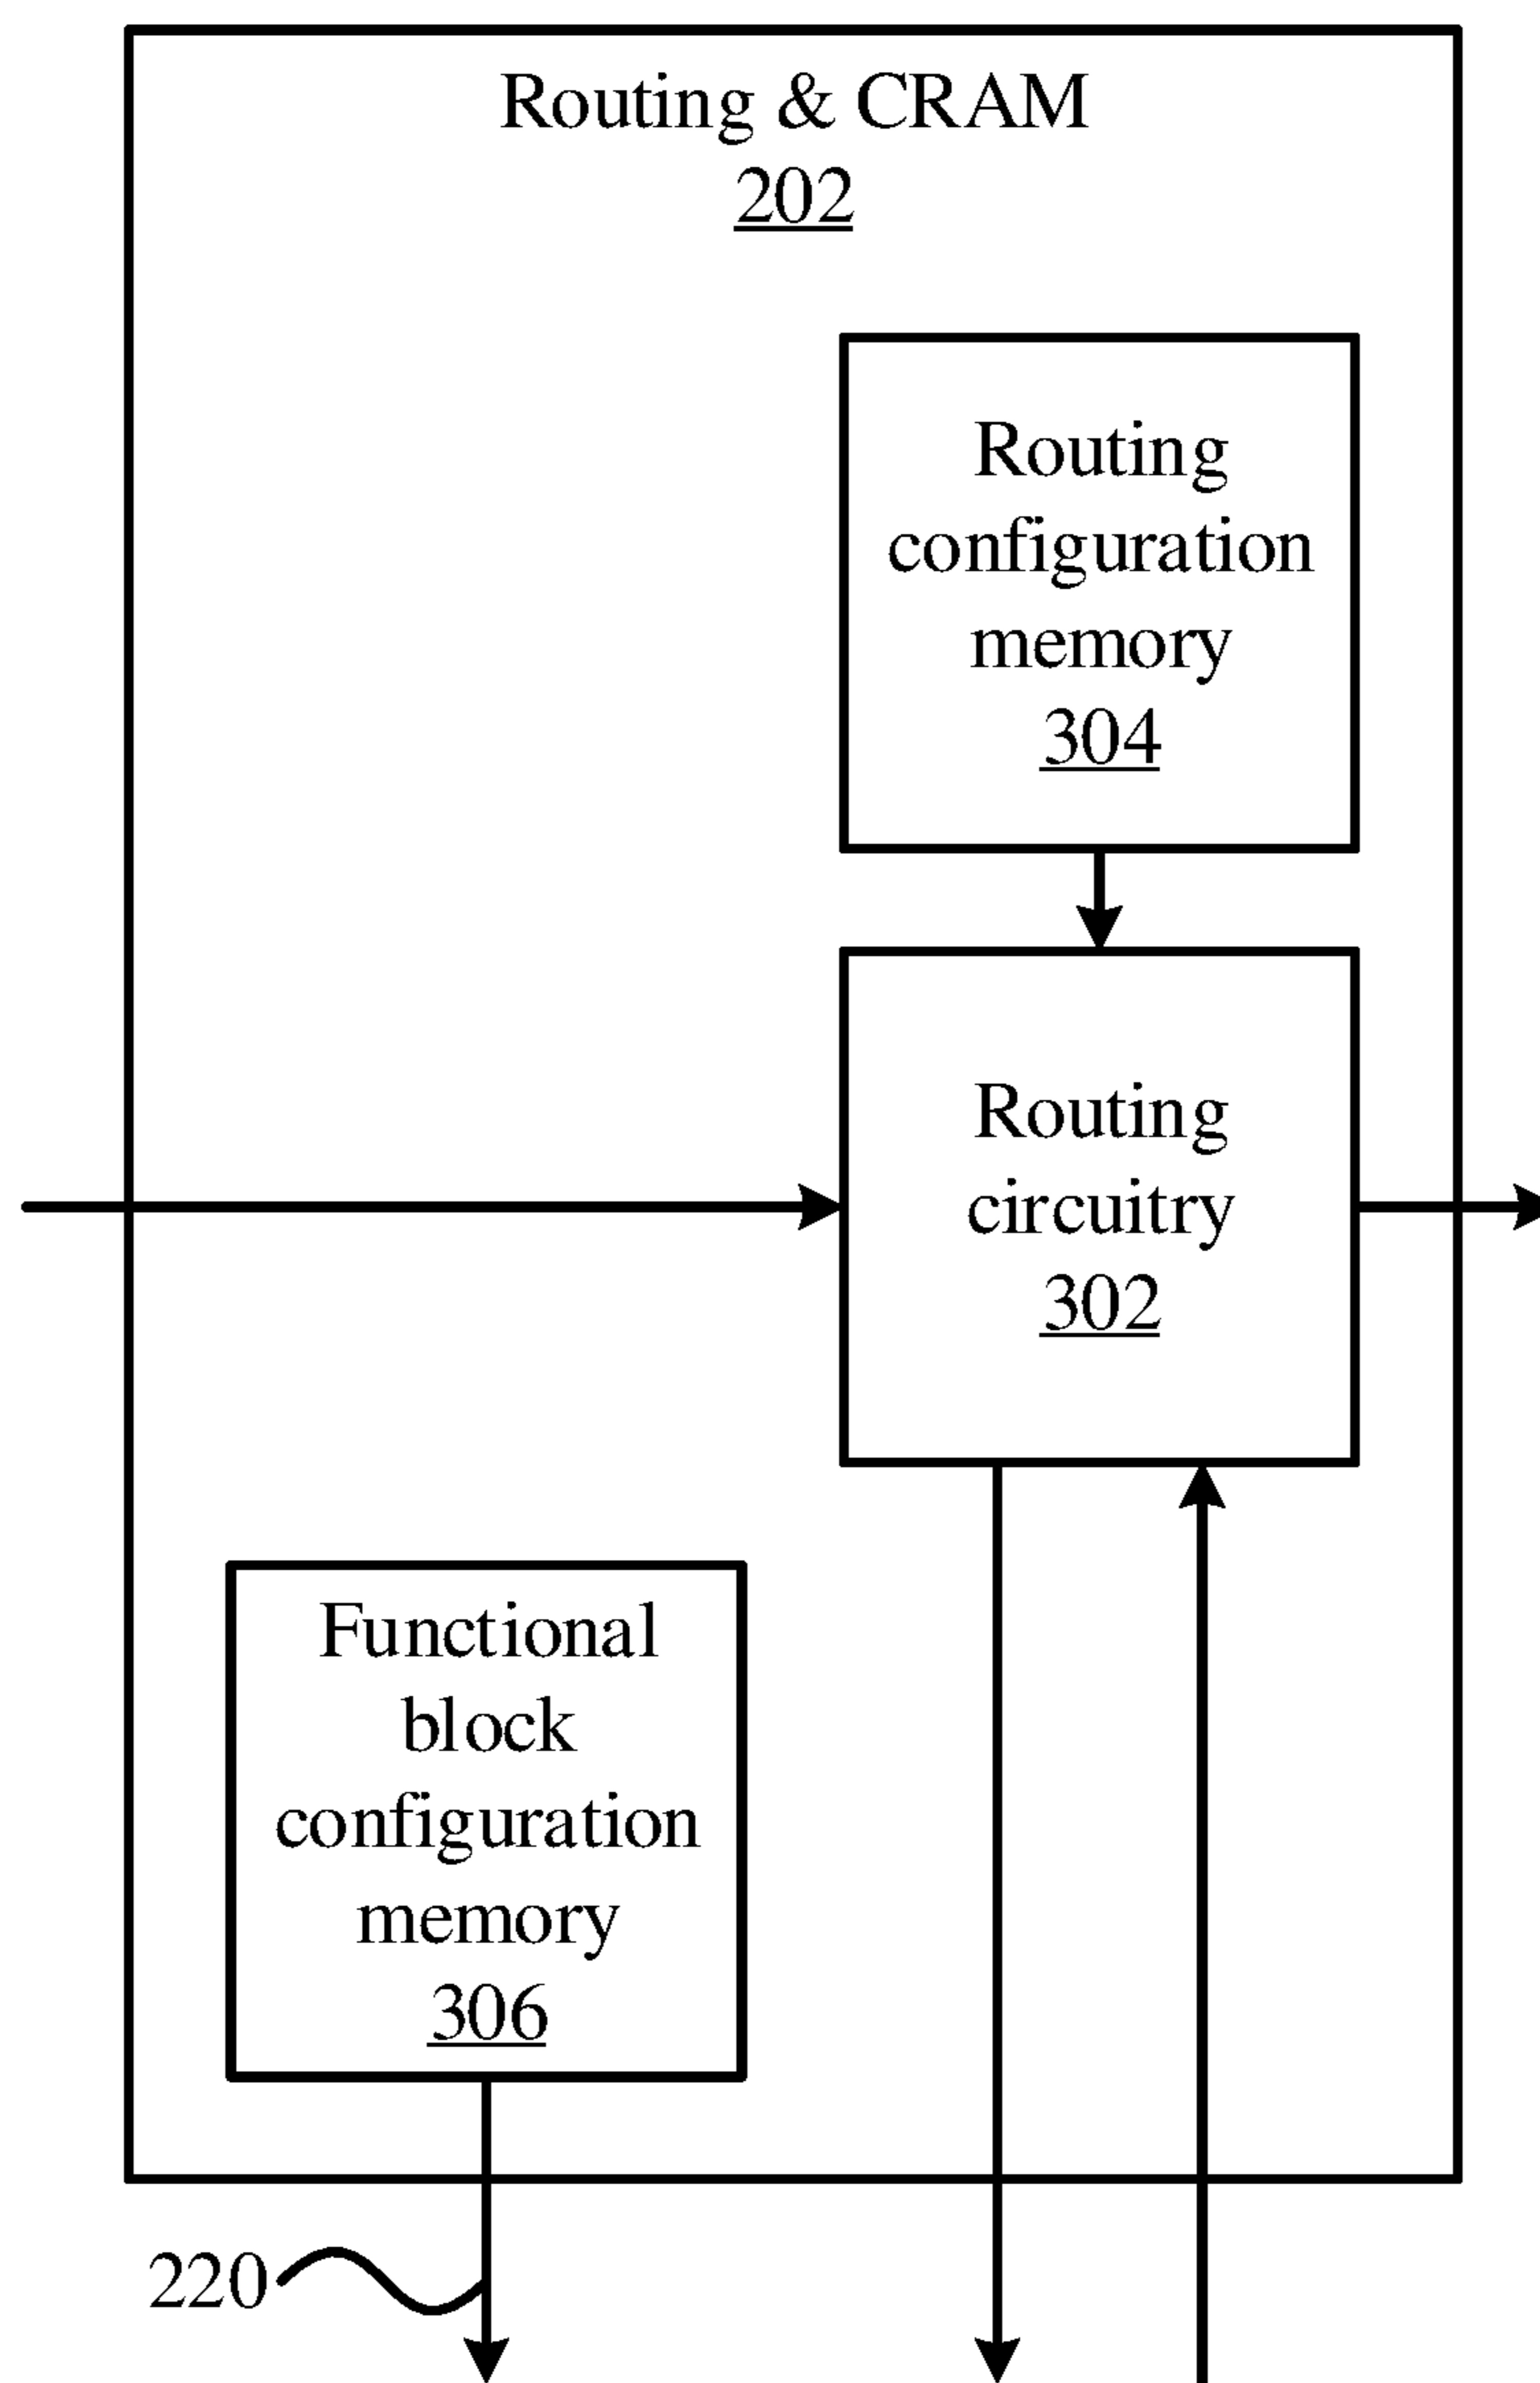 Routing & CRAM
202
Routing
configuration
memory
304
Routing
circuitry
302
Functional
block
configuration
memory
306
220